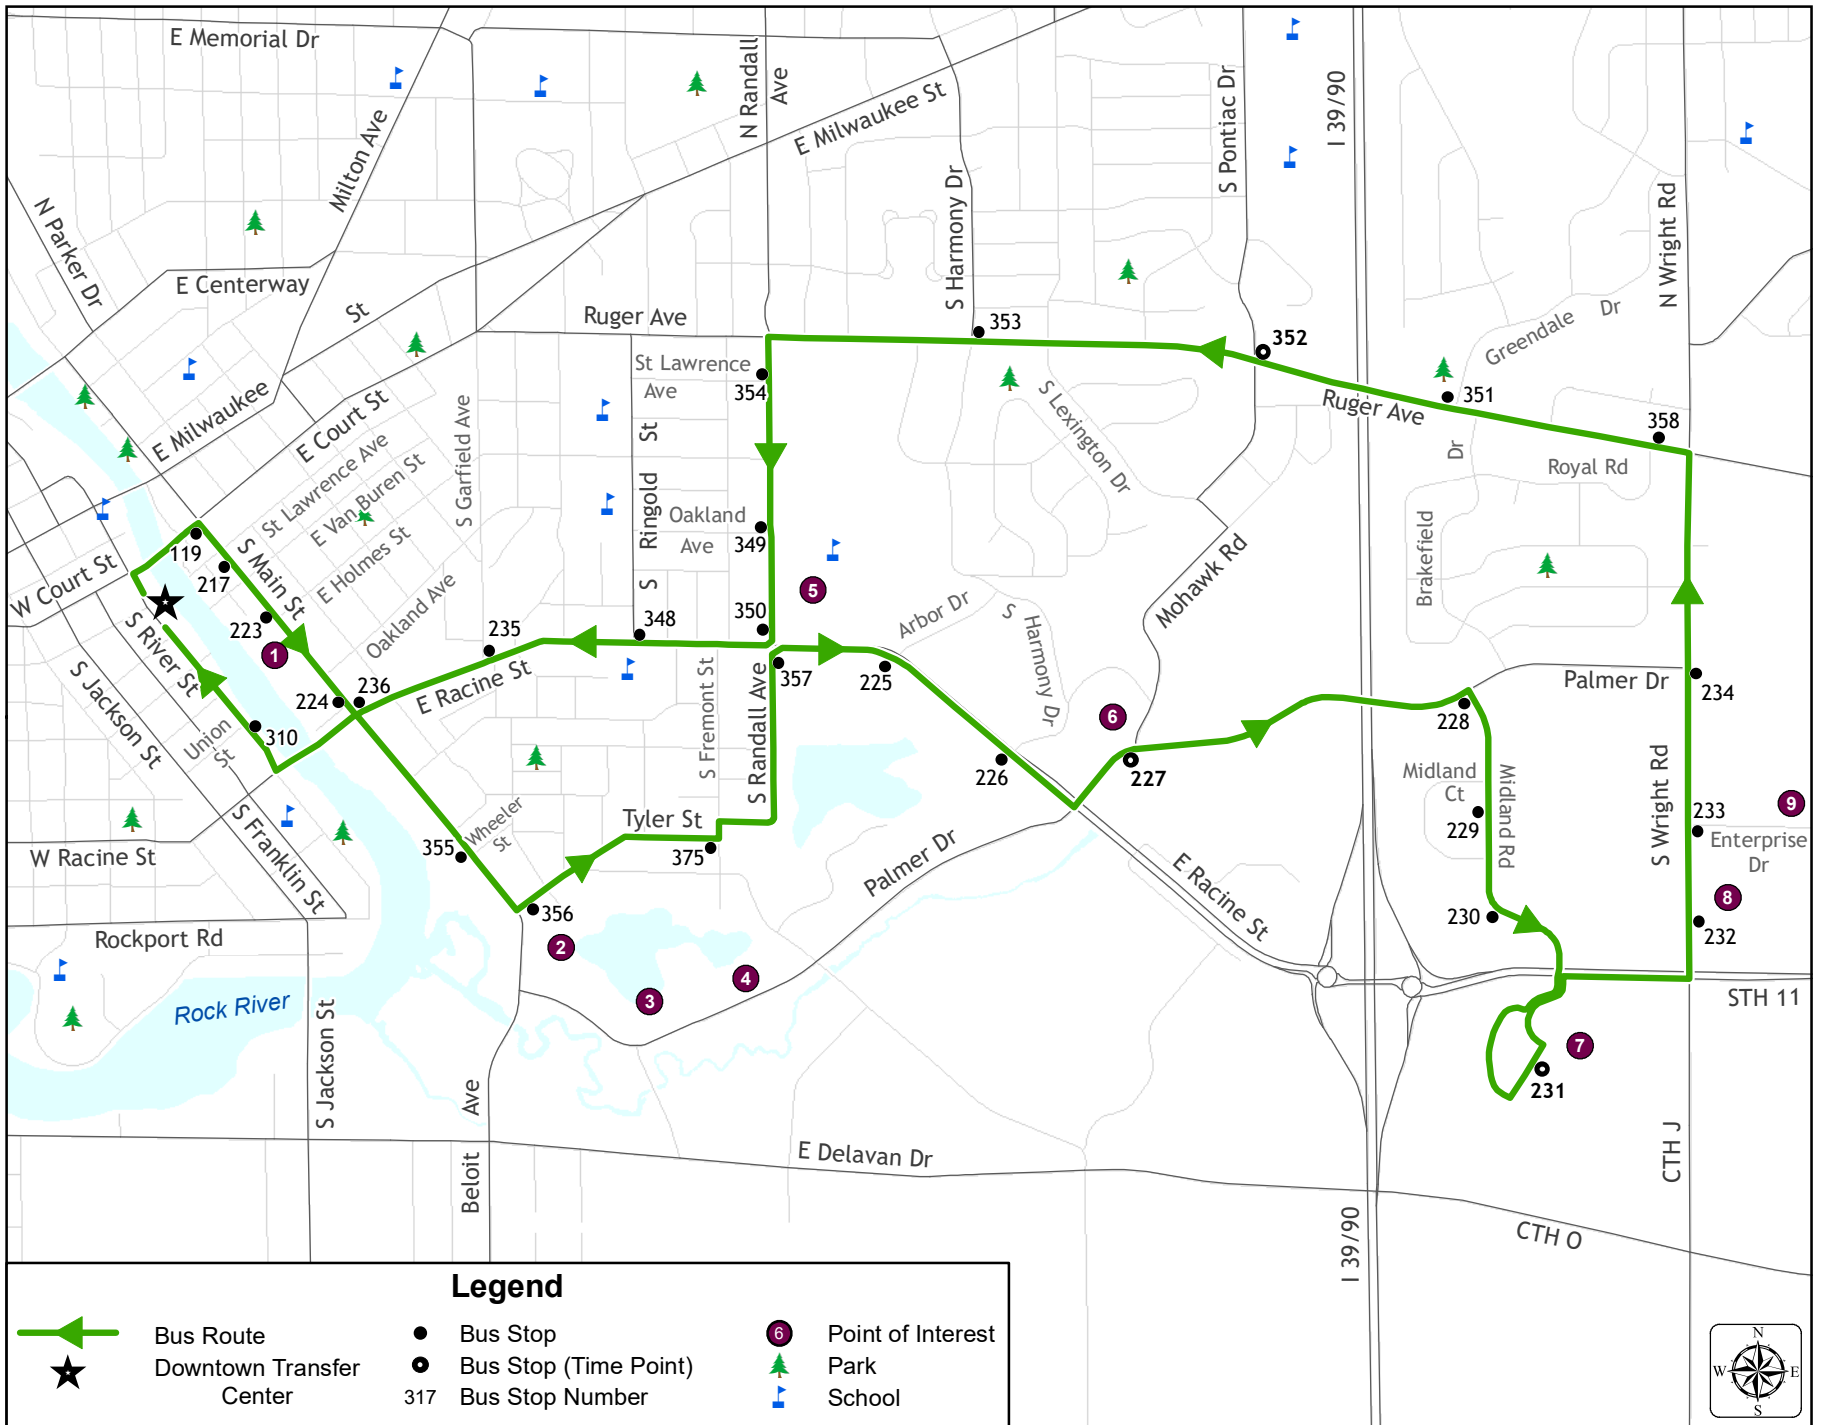 E Memorial Dr
N Randall
Ave
E Milwaukee St
S Pontiac Dr
I 39/90
Milton Ave
N Parker Dr
S Harmony Dr
N Wright Rd
E Centerway
St
Ruger Ave
353
352
Greendale
Dr
St Lawrence
Ave
354
351
Ruger Ave
358
E Milwaukee
E Court St
St Lawrence Ave
E Van Buren St
E Holmes St
Oakland Ave
S Garfield Ave
St
Ringold
S
Oakland
Ave
349
S Lexington Dr
Dr
Brakefield
Royal Rd
W Court St
119
217
S Main St
223
1
S River St
224
236
235
348
350
5
Arbor Dr
S
Harmony Dr
Mohawk Rd
E Racine St
S Fremont St
S Randall Ave
357
225
6
Palmer Dr
234
S Jackson St
Union
St
310
226
227
228
Midland
Ct
Midland Rd
229
S Wright Rd
9
233
Enterprise
Dr
8
232
W Racine St
S Franklin St
355
Wheeler
St
Tyler St
375
Palmer Dr
E Racine St
356
230
Rockport Rd
2
3
4
STH 11
Rock River
S Jackson St
7
231
Beloit
Ave
E Delavan Dr
CTH J
I 39/90
CTH O
Legend
Bus Route
Downtown Transfer
Center
Bus Stop
Bus Stop (Time Point)
317
Bus Stop Number
6
Point of Interest
Park
School
N
W
E
S